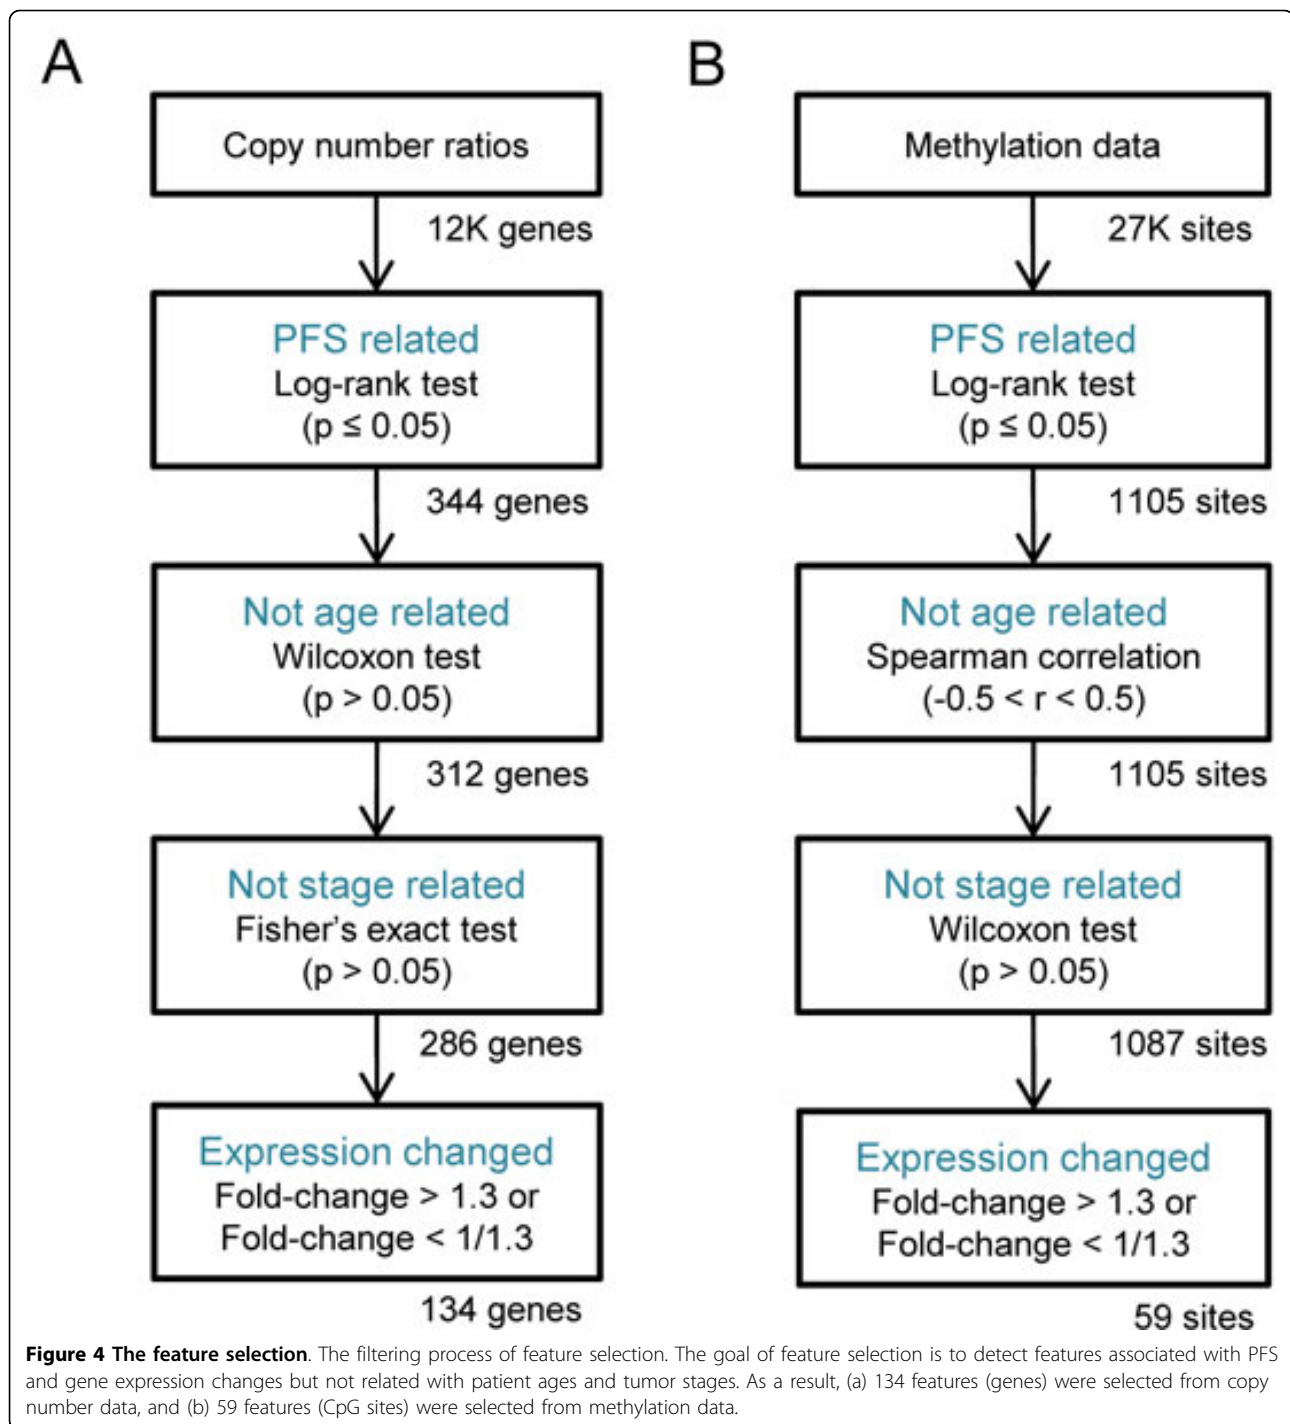 A
Copy number ratios
12K genes
PFS related
Log-rank test
(p ≤ 0.05)
344 genes
Not age related
Wilcoxon test
(p > 0.05)
312 genes
Not stage related
Fisher's exact test
(p > 0.05)
286 genes
Expression changed
Fold-change > 1.3 or
Fold-change < 1/1.3
134 genes
B
Methylation data
27K sites
PFS related
Log-rank test
(p ≤ 0.05)
1105 sites
Not age related
Spearman correlation
(-0.5 < r < 0.5)
1105 sites
Not stage related
Wilcoxon test
(p > 0.05)
1087 sites
Expression changed
Fold-change > 1.3 or
Fold-change < 1/1.3
59 sites
Figure 4 The feature selection. The filtering process of feature selection. The goal of feature selection is to detect features associated with PFS
and gene expression changes but not related with patient ages and tumor stages. As a result, (a) 134 features (genes) were selected from copy
number data, and (b) 59 features (CpG sites) were selected from methylation data.